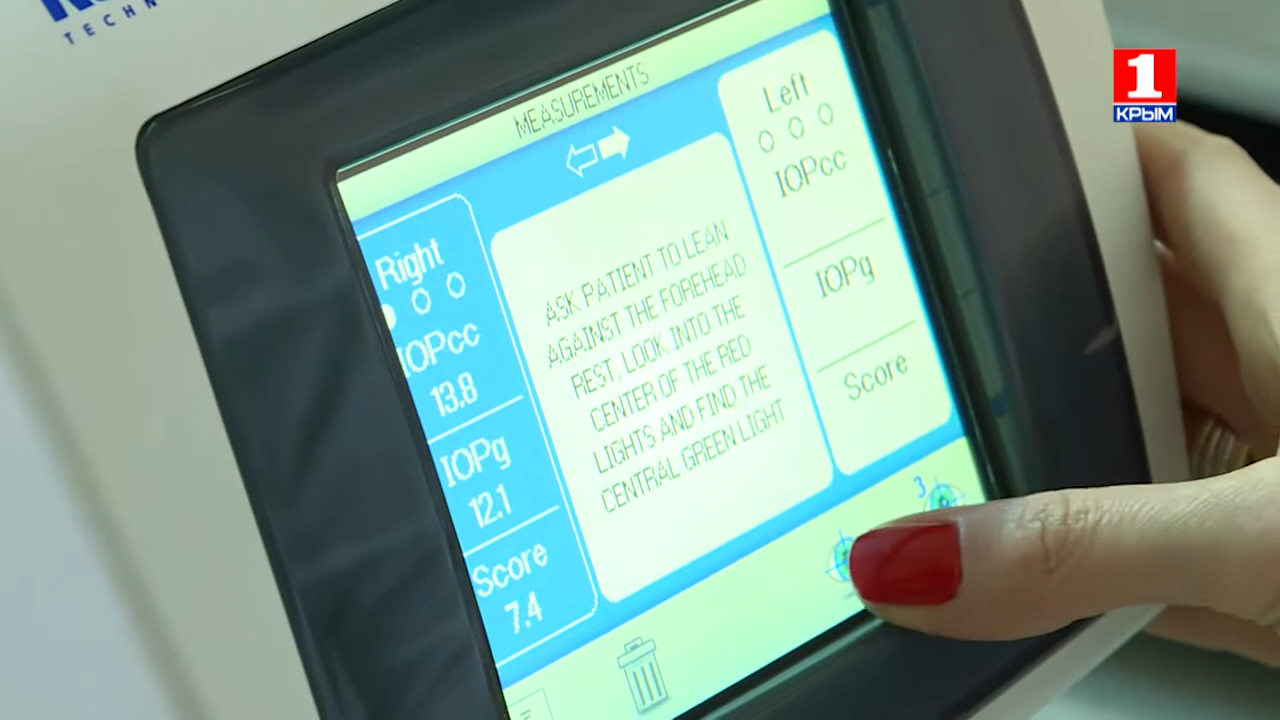 TECHN
MEASUREMENTS
Right
IOPcc
13.8
IOPg
12.1
Score
7.4
ASK PATIENT TO LEAN
AGAINST THE FOREHEAD
REST, LOOK INTO THE
CENTER OF THE RED
LIGHTS AND FIND THE
CENTRAL GREEN LIGHT
Left
IOPcc
IOPg
Score
3
1
КРЫМ